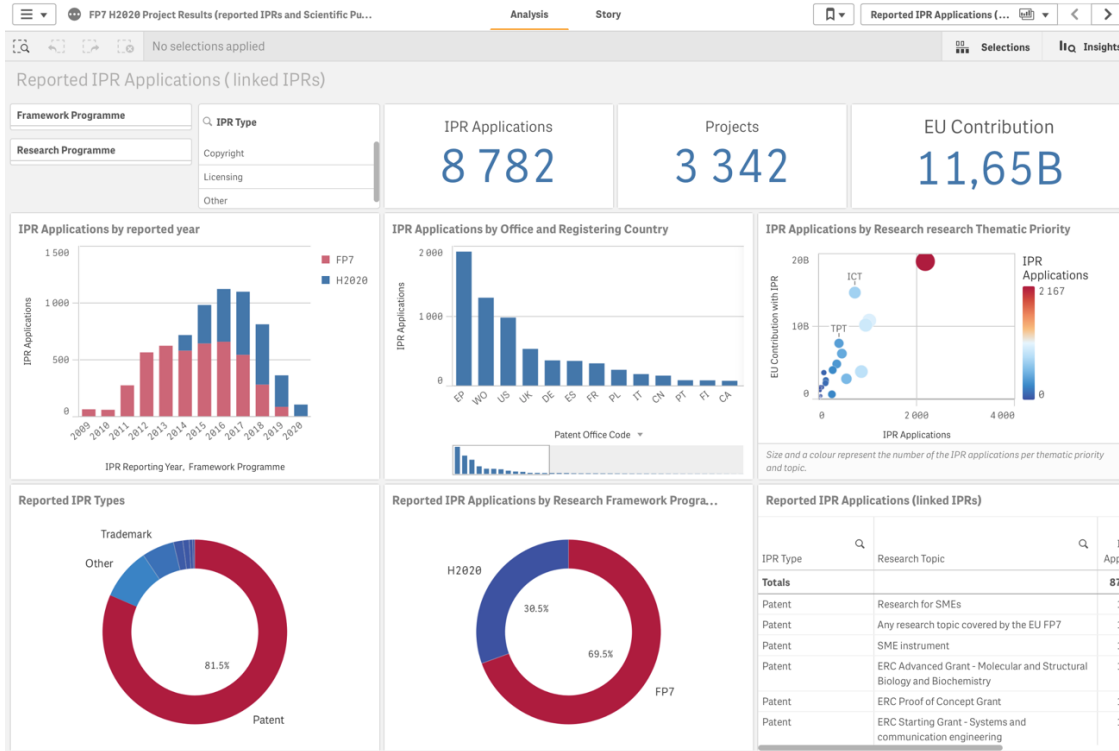 FP7 H2020 Project Results (reported IPRs and Scientific Pu...
Analysis
Story
Reported IPR Applications (...
No selections applied
Selections
Insights
Reported IPR Applications ( linked IPRs)
Framework Programme
Research Programme
IPR Type
Copyright
Licensing
Other
IPR Applications
8 782
Projects
3 342
EU Contribution
11,65B
IPR Applications by reported year
1 500
1 000
500
0
IPR Applications
2009
2010
2011
2012
2013
2014
2015
2016
2017
2018
2019
2020
IPR Reporting Year, Framework Programme
FP7
H2020
IPR Applications by Office and Registering Country
2 000
1 000
0
IPR Applications
EP
WO
US
UK
DE
ES
FR
PL
IT
CN
PT
FI
CA
Patent Office Code
IPR Applications by Research research Thematic Priority
20B
10B
0
EU Contribution with IPR
ICT
TPT
0
2 000
4 000
IPR Applications
IPR
Applications
2 167
0
Size and a colour represent the number of the IPR applications per thematic priority
and topic.
Reported IPR Types
Trademark
Other
81.5%
Patent
Reported IPR Applications by Research Framework Progra...
H2020
30.5%
69.5%
FP7
Reported IPR Applications (linked IPRs)
IPR Type
Research Topic
Totals
Patent
Research for SMEs
Patent
Any research topic covered by the EU FP7
Patent
SME instrument
Patent
ERC Advanced Grant - Molecular and Structural
Biology and Biochemistry
Patent
ERC Proof of Concept Grant
Patent
ERC Starting Grant - Systems and
communication engineering